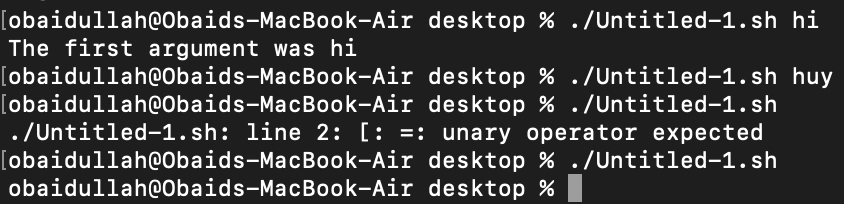 [obaidullah@Obaids-MacBook-Air desktop % ./Untitled-1.sh hi
The first argument was hi
[obaidullah@Obaids-MacBook-Air desktop % ./Untitled-1.sh huy
[obaidullah@Obaids-MacBook-Air desktop % ./Untitled-1.sh
./Untitled-1.sh: line 2: [: =: unary operator expected
[obaidullah@Obaids-MacBook-Air desktop % ./Untitled-1.sh
obaidullah@Obaids-MacBook-Air desktop %